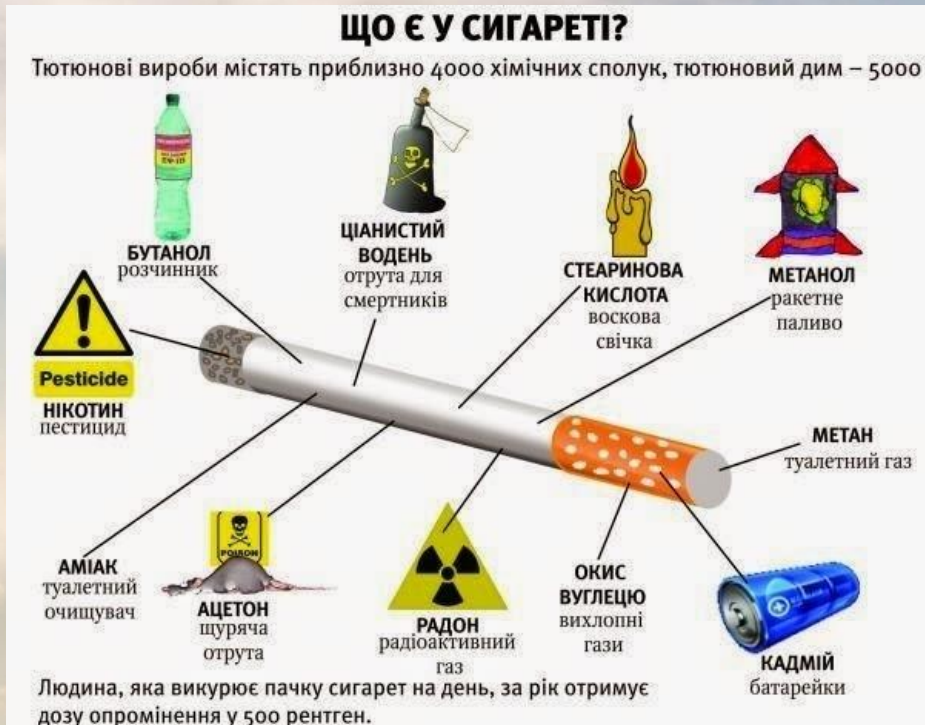 ЩО Є У СИГАРЕТІ?
Тютюнові вироби містять приблизно 4000 хімічних сполук, тютюновий дим – 5000
БУТАНОЛ
розчинник
ЦІАНИСТИЙ
ВОДЕНЬ
отрута для
смертників
СТЕАРИНОВА
КИСЛОТА
воскова
свічка
МЕТАНОЛ
ракетне
паливо
Pesticide
НІКОТИН
пестицид
МЕТАН
туалетний газ
АМІАК
туалетний
очищувач
POISON
АЦЕТОН
щуряча
отрута
РАДОН
радіоактивний
газ
ОКИС
ВУГЛЕЦЮ
вихлопні
гази
КАДМІЙ
батарейки
Людина, яка викурює пачку сигарет на день, за рік отримує
дозу опромінення у 500 рентген.